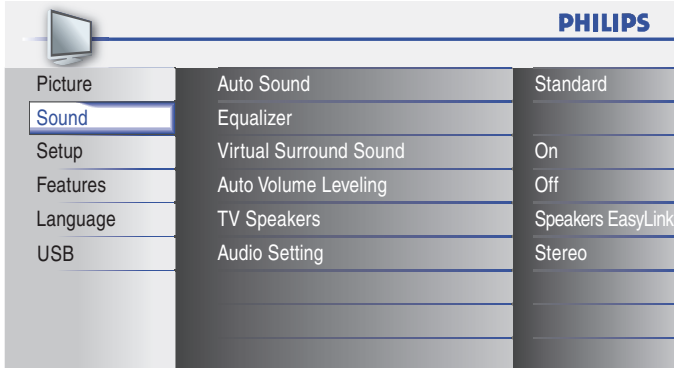 PHILIPS
Picture
Auto Sound
Standard
Sound
Equalizer
Setup
Virtual Surround Sound
On
Features
Auto Volume Leveling
Off
Language
TV Speakers
Speakers EasyLink
USB
Audio Setting
Stereo